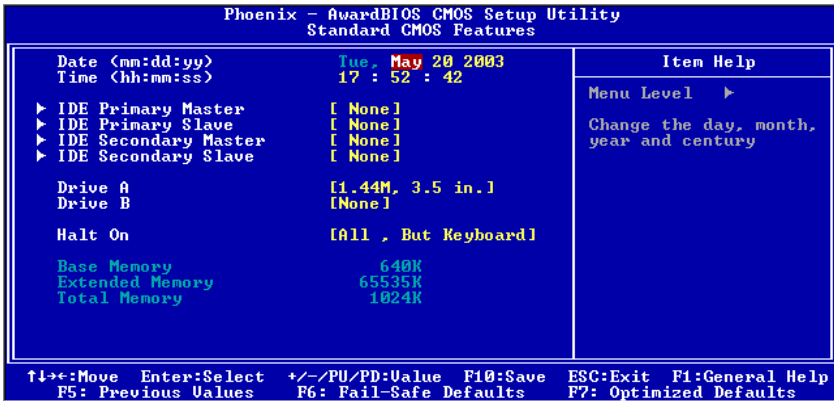 Phoenix - AwardBIOS CMOS Setup Utility
Standard CMOS Features
Date (mm:dd:yy) Tue, May 20 2003
Time (hh:mm:ss) 17 : 52 : 42
IDE Primary Master [ None]
IDE Primary Slave [ None]
IDE Secondary Master [ None]
IDE Secondary Slave [ None]
Drive A [1.44M, 3.5 in.]
Drive B [None]
Halt On [All , But Keyboard]
Base Memory 640K
Extended Memory 65535K
Total Memory 1024K
Item Help
Menu Level ►
Change the day, month,
year and century
↑↓→←:Move Enter:Select +/-/PU/PD:Value F10:Save ESC:Exit F1:General Help
F5: Previous Values F6: Fail-Safe Defaults F7: Optimized Defaults